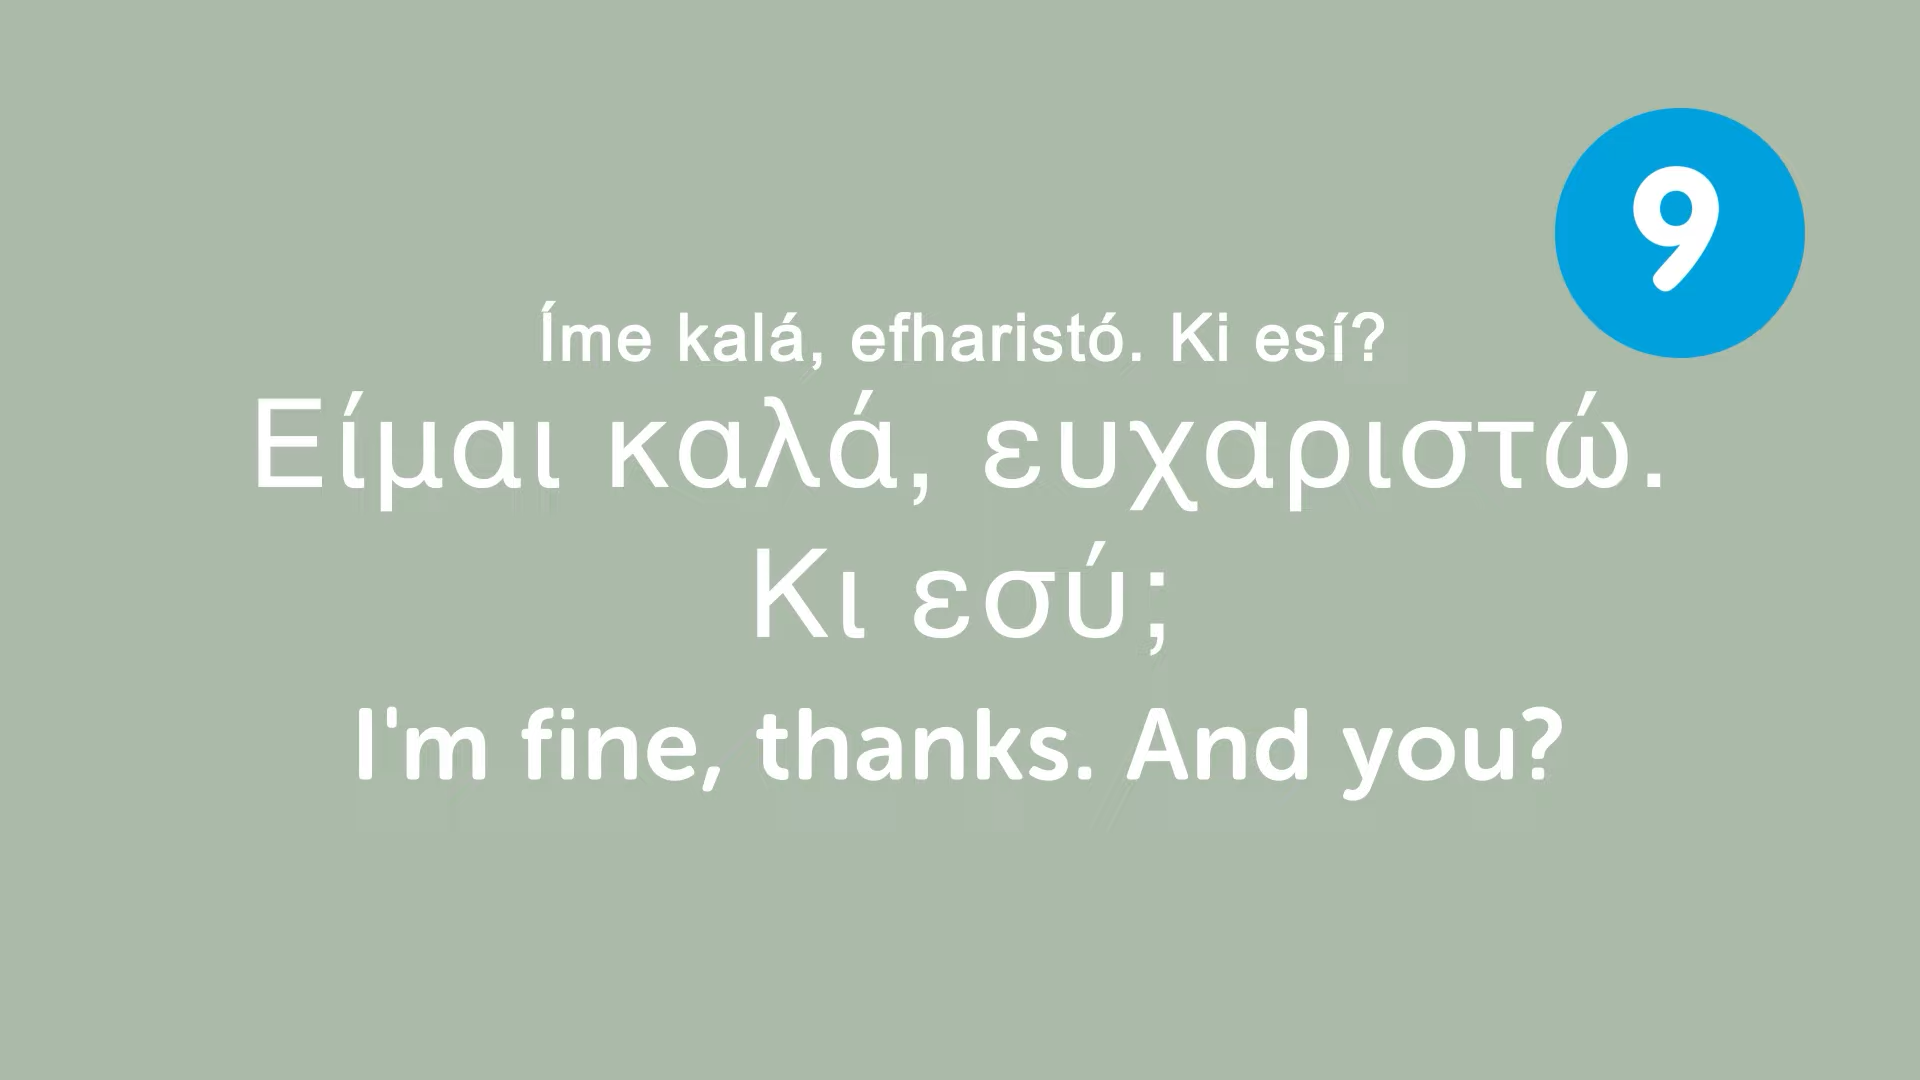 9
Íme kalá, efharistó. Ki esí?
Είμαι καλά, ευχαριστώ.
Κι εσύ;
I'm fine, thanks. And you?